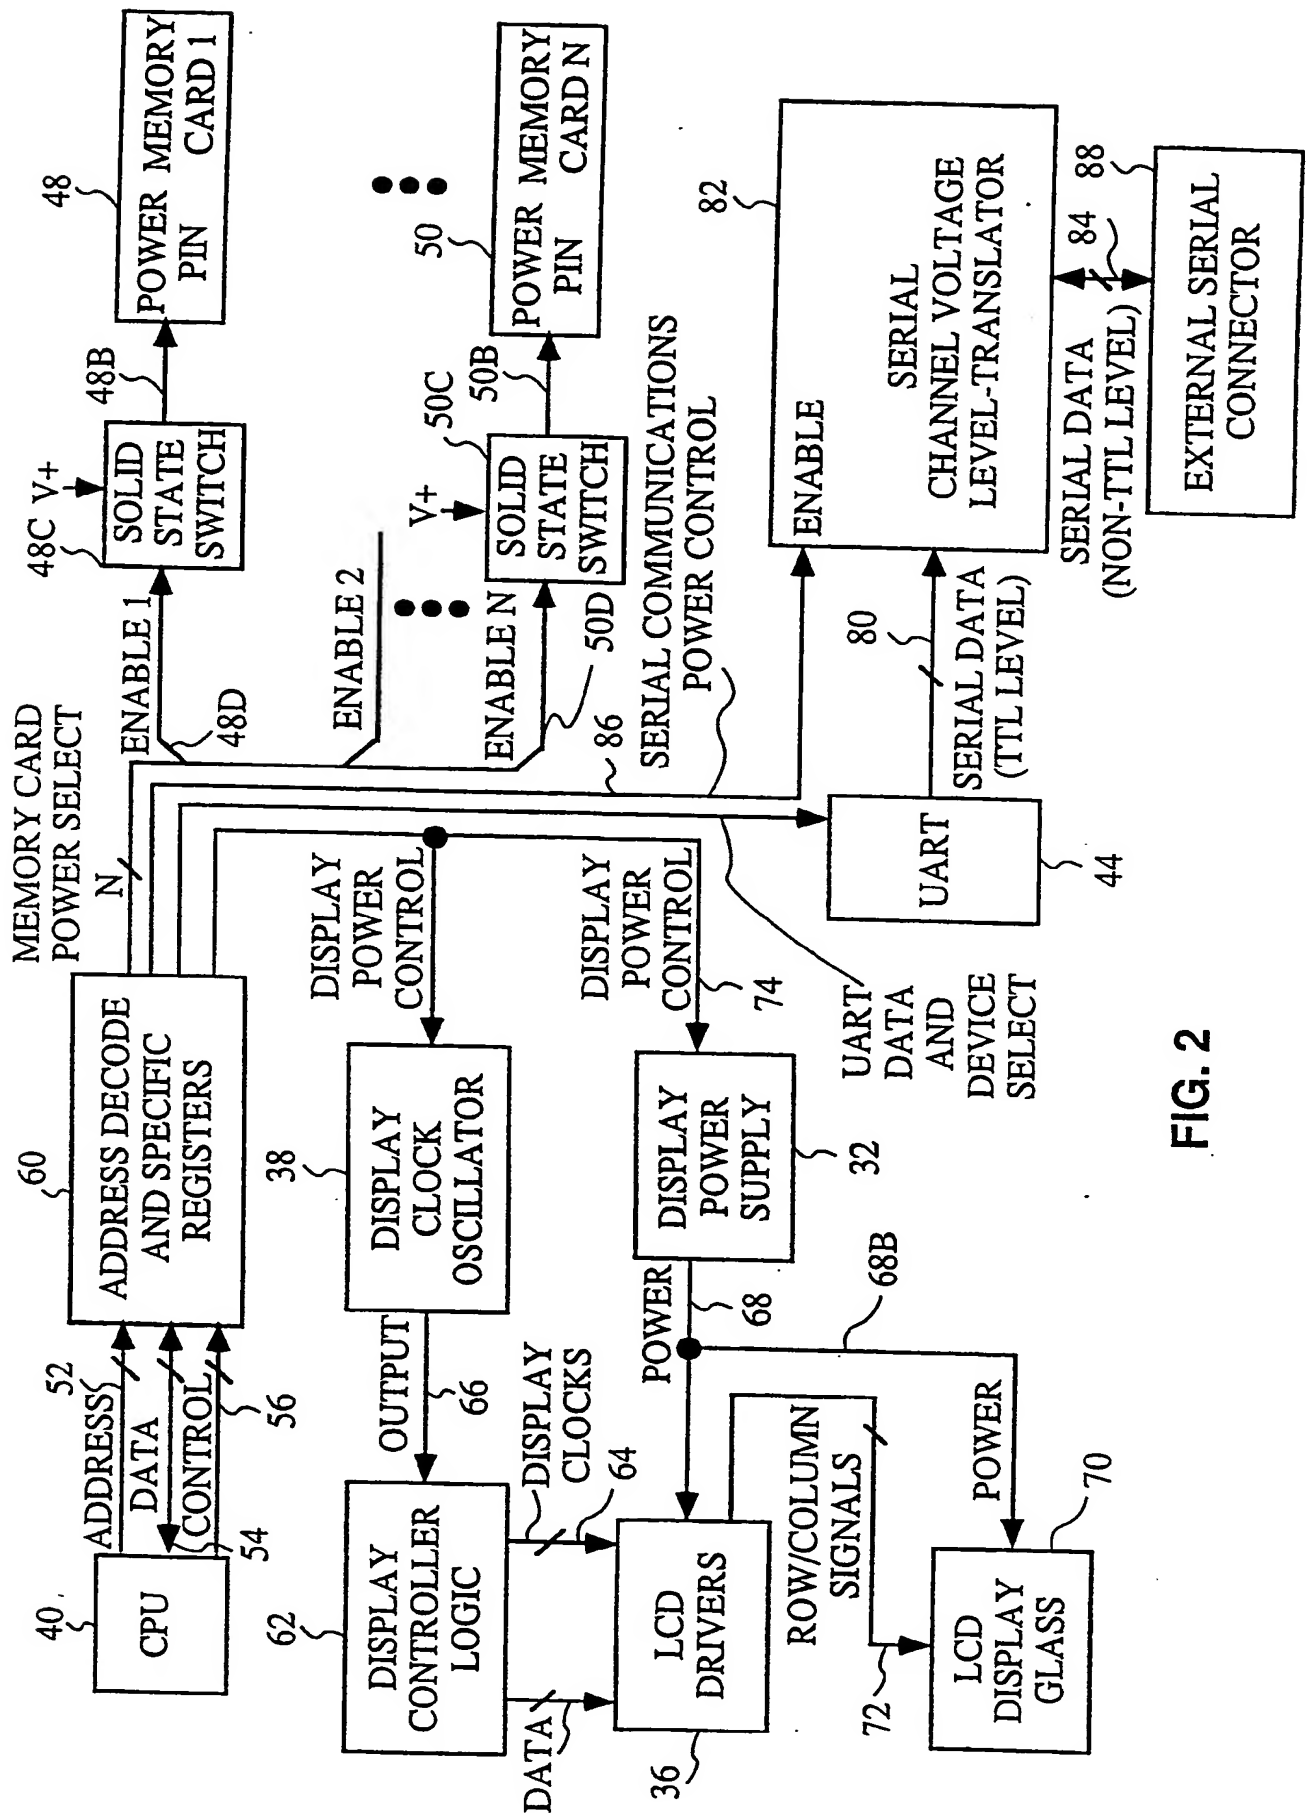 40
CPU
ADDRESS
52
DATA
CONTROL
54
56
60
ADDRESS DECODE
AND SPECIFIC
REGISTERS
MEMORY CARD
POWER SELECT
N
ENABLE 1
48D
48C
V+
SOLID
STATE
SWITCH
48B
48
POWER
PIN
MEMORY
CARD 1
ENABLE 2
ENABLE N
50D
V+
50C
SOLID
STATE
SWITCH
50B
50
POWER
PIN
MEMORY
CARD N
86
SERIAL COMMUNICATIONS
POWER CONTROL
62
DISPLAY
CONTROLLER
LOGIC
OUTPUT
66
38
DISPLAY
CLOCK
OSCILLATOR
DISPLAY
POWER
CONTROL
DATA
DISPLAY
CLOCKS
64
36
LCD
DRIVERS
POWER
68
68B
DISPLAY
POWER
SUPPLY
32
DISPLAY
POWER
CONTROL
74
UART
DATA
AND
DEVICE
SELECT
UART
44
80
SERIAL DATA
(TTL LEVEL)
82
ENABLE
SERIAL
CHANNEL VOLTAGE
LEVEL-TRANSLATOR
SERIAL DATA
(NON-TTL LEVEL)
84
88
EXTERNAL SERIAL
CONNECTOR
ROW/COLUMN
SIGNALS
72
POWER
70
LCD
DISPLAY
GLASS
FIG. 2